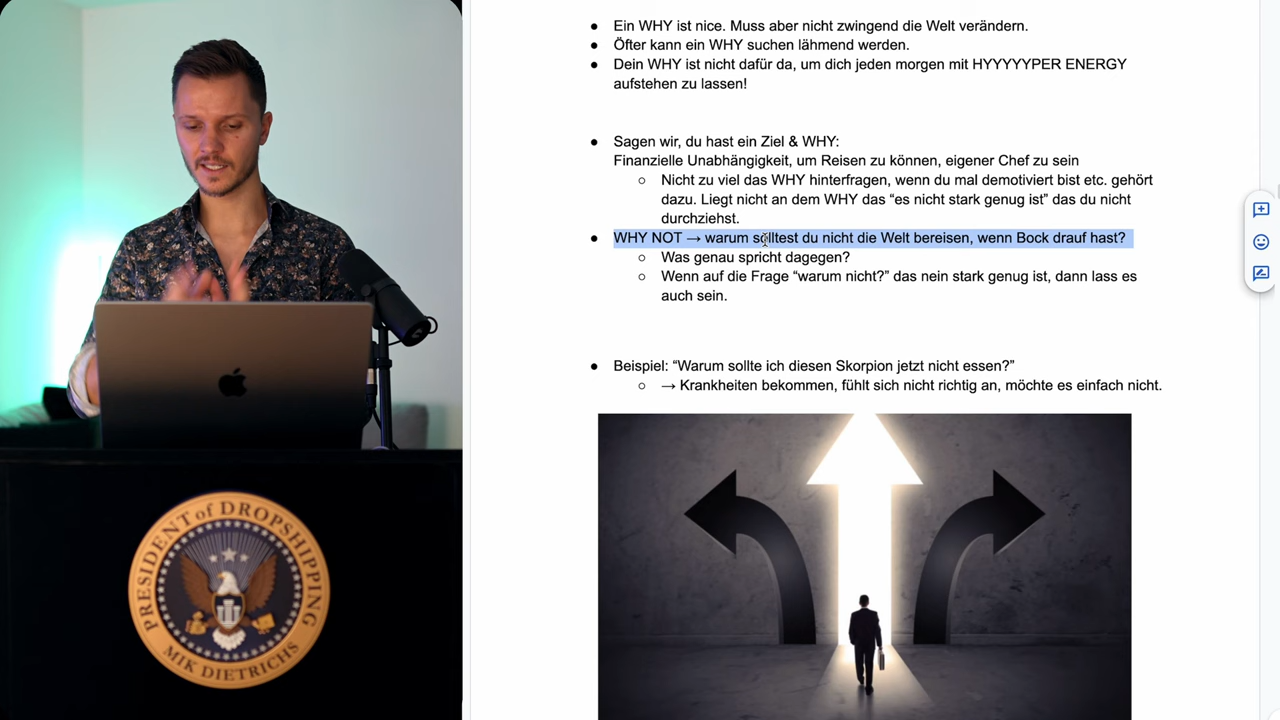 Ein WHY ist nice. Muss aber nicht zwingend die Welt verändern.
Öfter kann ein WHY suchen lähmend werden.
Dein WHY ist nicht dafür da, um dich jeden morgen mit HYYYYYPER ENERGY
aufstehen zu lassen!
Sagen wir, du hast ein Ziel & WHY:
Finanzielle Unabhängigkeit, um Reisen zu können, eigener Chef zu sein
Nicht zu viel das WHY hinterfragen, wenn du mal demotiviert bist etc. gehört
dazu. Liegt nicht an dem WHY das “es nicht stark genug ist” das du nicht
durchziehst.
WHY NOT → warum solltest du nicht die Welt bereisen, wenn Bock drauf hast?
Was genau spricht dagegen?
Wenn auf die Frage “warum nicht?” das nein stark genug ist, dann lass es
auch sein.
Beispiel: “Warum sollte ich diesen Skorpion jetzt nicht essen?”
→ Krankheiten bekommen, fühlt sich nicht richtig an, möchte es einfach nicht.
PRESIDENT of DROPSHIPPING
MIK DIETRICHS